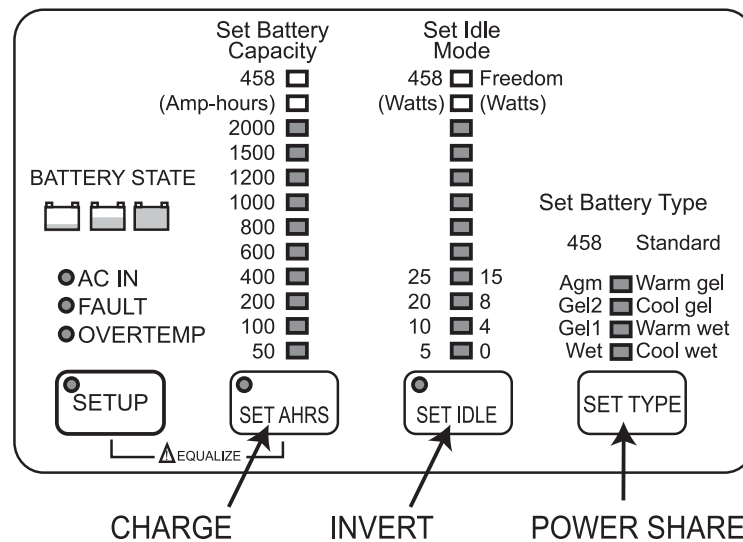 Set Battery Capacity
458
(Amp-hours)
2000
1500
1200
1000
800
600
400
200
100
50
Set Idle Mode
458 Freedom
(Watts) (Watts)
25 15
20 8
10 4
5 0
BATTERY STATE
AC IN
FAULT
OVERTEMP
Set Battery Type
458 Standard
Agm Warm gel
Gel2 Cool gel
Gel1 Warm wet
Wet Cool wet
SETUP
SET AHRS
SET IDLE
SET TYPE
EQUALIZE
CHARGE
INVERT
POWER SHARE